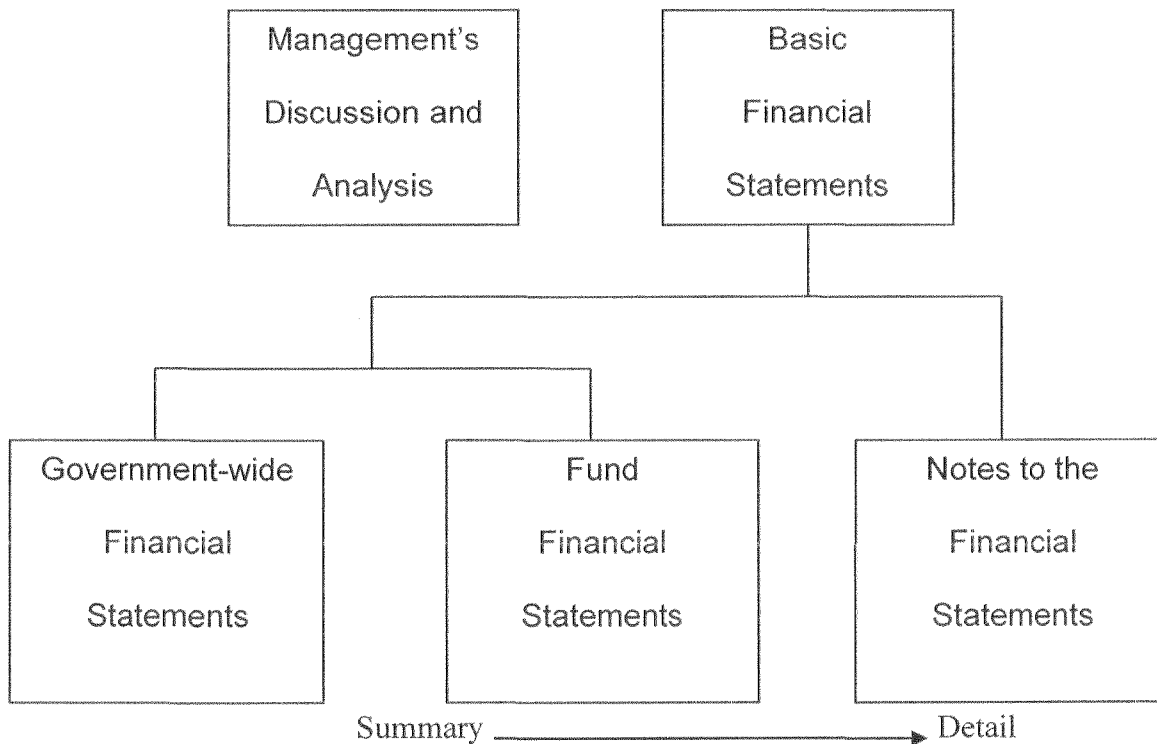 Management's
Discussion and
Analysis
Basic
Financial
Statements
Government-wide
Financial
Statements
Fund
Financial
Statements
Notes to the
Financial
Statements
Summary
Detail